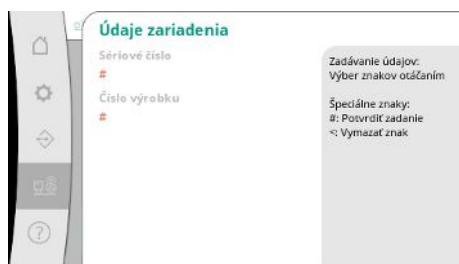 Údaje zariadenia
Sériové číslo
#
Číslo výrobku
#
Zadávanie údajov:
Výber znakov otáčaním
Špeciálne znaky:
#: Potvrdiť zadanie
<: Vymazať znak